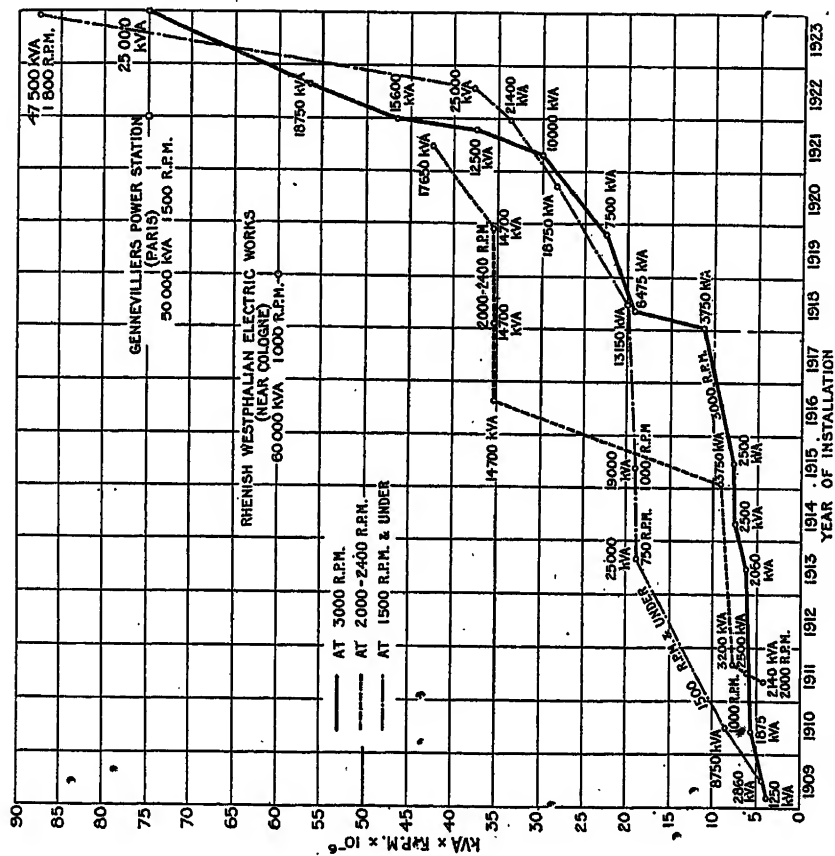 47 500 KVA
1 800 R.P.M.
25 000
KVA
GENNEVILLIERS POWER STATION
(PARIS)
50 000 KVA 1 500 R.P.M.
RHENISH WESTPHALIAN ELECTRIC WORKS
(NEAR COLOGNE)
60 000 KVA 1 000 R.P.M.
AT 3000 R.P.M.
AT 2000-2400 R.P.M.
AT 1500 R.P.M. & UNDER
18750 KVA
15600
KVA
25000
KVA
21400
KVA
17650 KVA
12500
KVA
10000 KVA
18750 KVA
7500 KVA
2000-2400 R.P.M.
14700
KVA
14700
KVA
14700 KVA
13150 KVA
6475 KVA
3750 KVA
3000 R.P.M.
19000
KVA
1000 R.P.M
3750 KVA
2500
KVA
25000
KVA
750 R.P.M.
2500
KVA
2060
KVA
1500 R.P.M. & UNDER
3200 KVA
2500 KVA
2140 KVA
2000 R.P.M.
8750 KVA
1000 R.P.M.
1875
KVA
2860
KVA
1250
KVA
90
85
80
75
70
65
60
55
50
45
40
35
30
25
20
15
10
5
0
KVA × R.P.M. × 10⁻⁶
1909 1910 1911 1912 1913 1914 1915 1916 1917 1918 1919 1920 1921 1922 1923
YEAR OF INSTALLATION